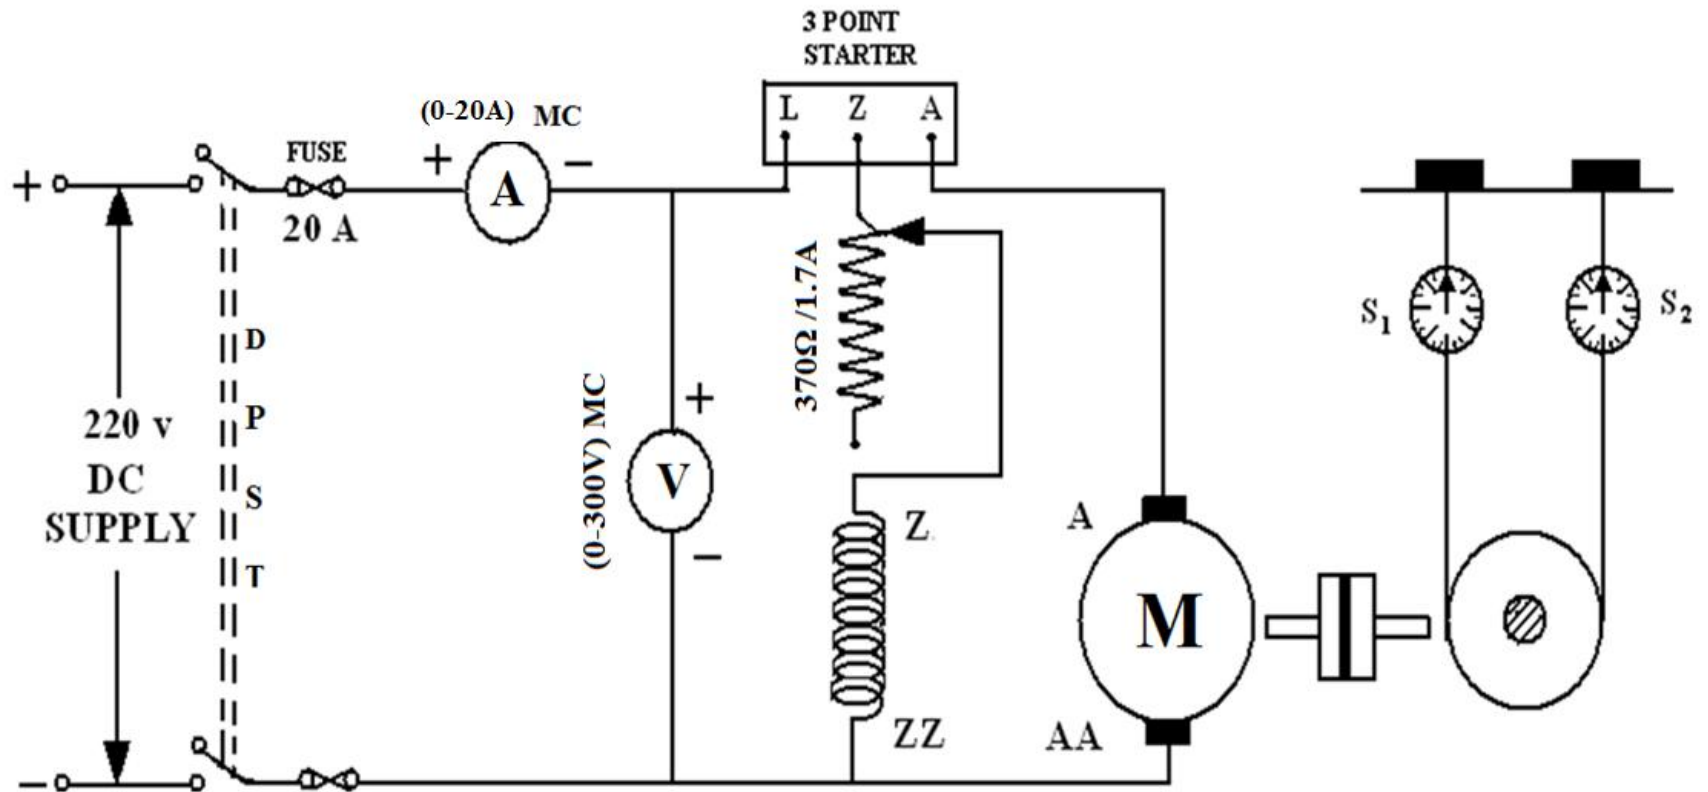 3 POINT
STARTER
L Z A
(0-20A) MC
+ A −
FUSE
20 A
+
220 v
DC
SUPPLY
−
D
P
S
T
(0-300V) MC
+
V
−
370Ω /1.7A
Z
ZZ
A
M
AA
S1
S2